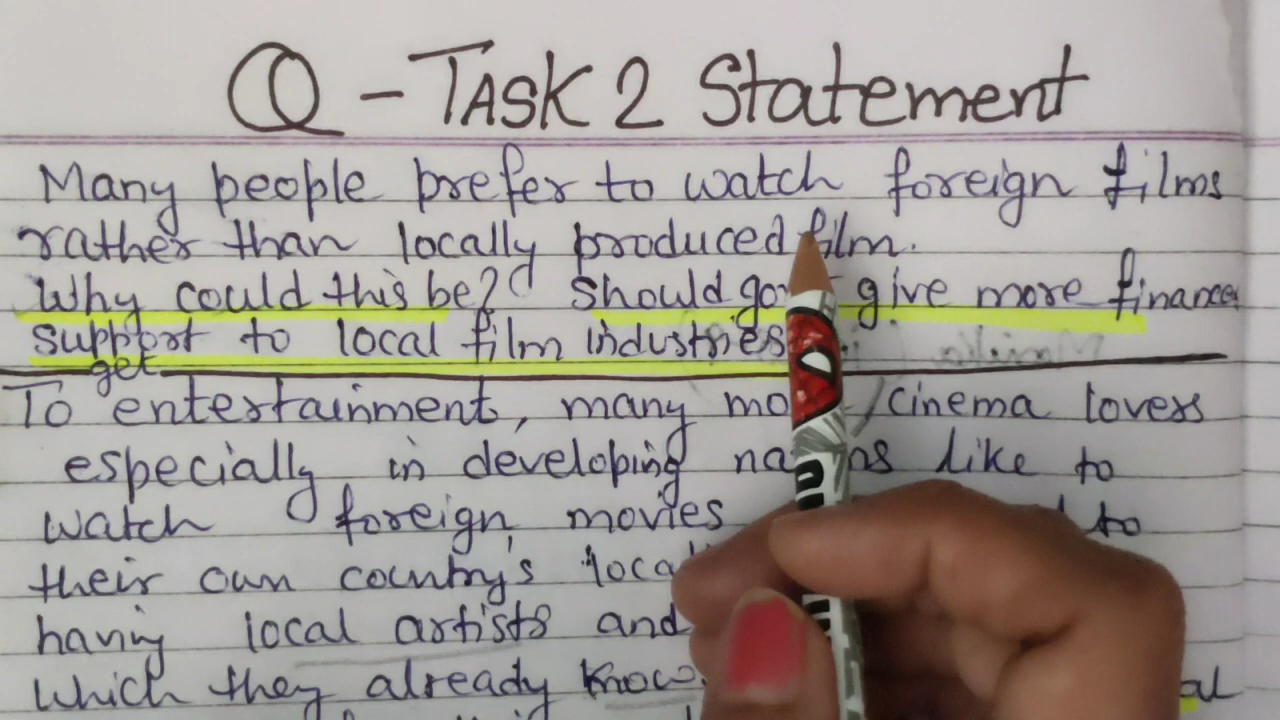 Q - TASK 2 Statement
Many people prefer to watch foreign films
rather than locally produced film.
Why could this be? Should give more finance
support to local film industries
get
To entertainment, many cinema lovers
especially in developing like to
watch foreign movies to
their own country's
having local artists and
which they already know.